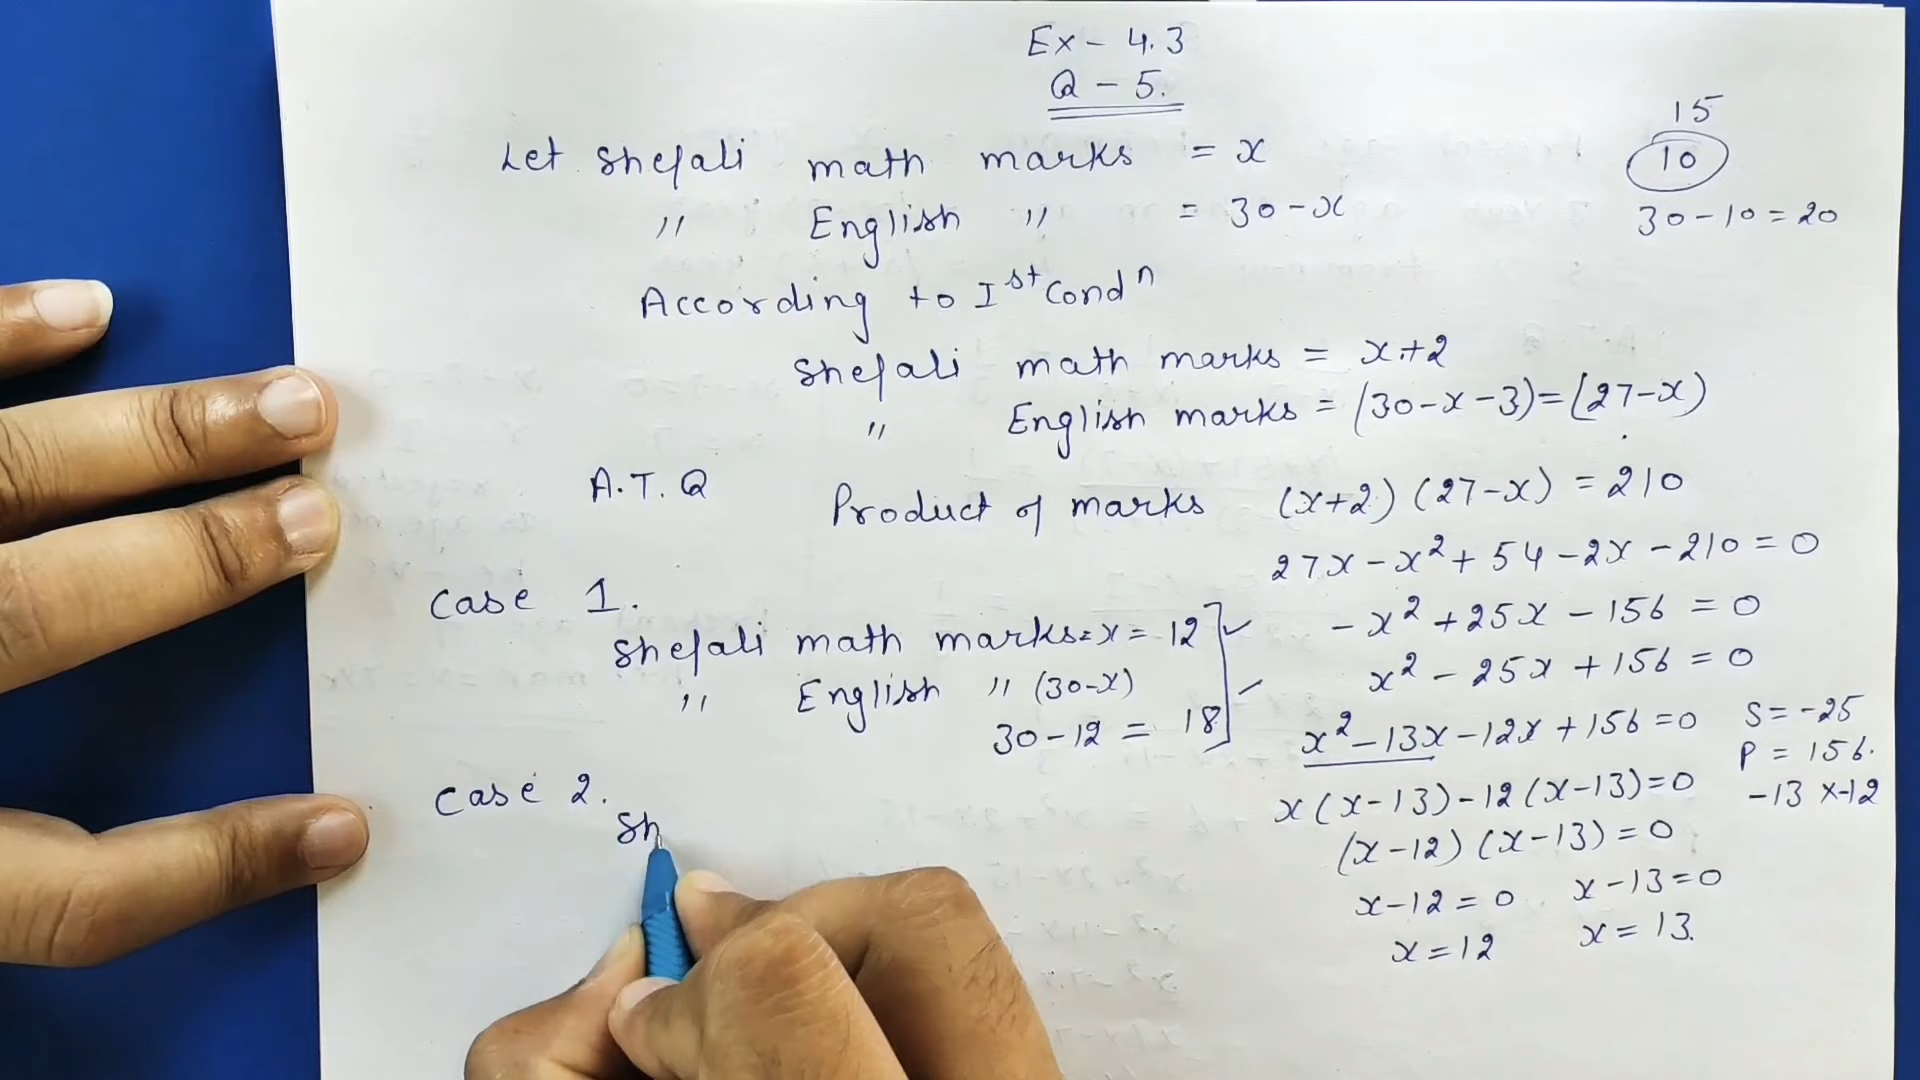 Ex - 4.3
Q - 5.
15
10
30-10=20
Let Shefali math marks = x
" English " = 30-x
According to Ist Condn
Shefali math marks = x+2
" English marks = (30-x-3)=(27-x)
A.T.Q Product of marks (x+2) (27-x) = 210
27x - x² + 54 - 2x - 210 = 0
- x² + 25x - 156 = 0
x² - 25x + 156 = 0
x² - 13x - 12x + 156 = 0
S = -25
P = 156.
-13 x -12
x(x-13)-12(x-13)=0
(x-12) (x-13) = 0
x-12 = 0 x-13=0
x = 12 x = 13.
Case 1.
Shefali math marks = x = 12
" English " (30-x)
30-12 = 18
Case 2.
Sh